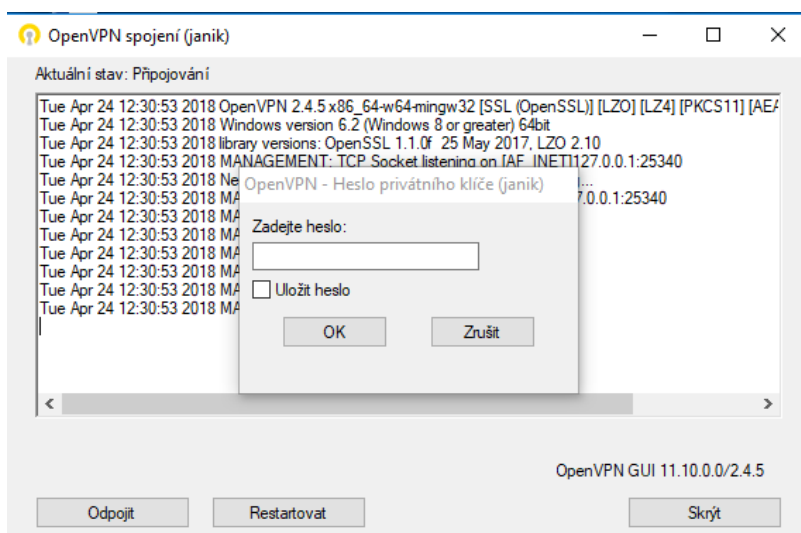 OpenVPN spojení (janik)
Aktuální stav: Připojování
Tue Apr 24 12:30:53 2018 OpenVPN 2.4.5 x86_64-w64-mingw32 [SSL (OpenSSL)] [LZO] [LZ4] [PKCS11] [AEA
Tue Apr 24 12:30:53 2018 Windows version 6.2 (Windows 8 or greater) 64bit
Tue Apr 24 12:30:53 2018 library versions: OpenSSL 1.1.0f 25 May 2017, LZO 2.10
Tue Apr 24 12:30:53 2018 MANAGEMENT: TCP Socket listening on [AF_INET]127.0.0.1:25340
Tue Apr 24 12:30:53 2018 Ne ...
Tue Apr 24 12:30:53 2018 MA 7.0.0.1:25340
Tue Apr 24 12:30:53 2018 MA
Tue Apr 24 12:30:53 2018 MA
Tue Apr 24 12:30:53 2018 MA
Tue Apr 24 12:30:53 2018 MA
Tue Apr 24 12:30:53 2018 MA
Tue Apr 24 12:30:53 2018 MA
OpenVPN - Heslo privátního klíče (janik)
Zadejte heslo:
Uložit heslo
OK Zrušit
OpenVPN GUI 11.10.0.0/2.4.5
Odpojit Restartovat Skrýt